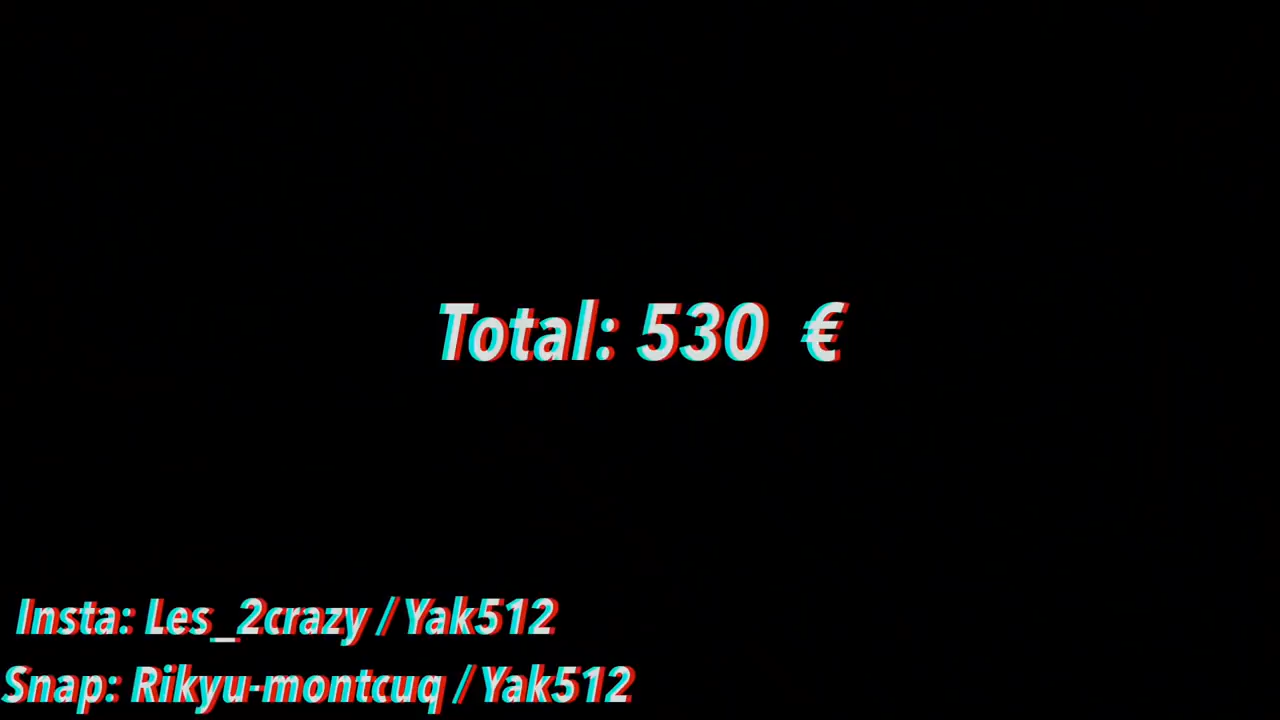 Total: 530 €
Insta: Les_2crazy / Yak512
Snap: Rikyu-montcuq / Yak512